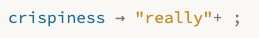 crispiness → "really"+ ;